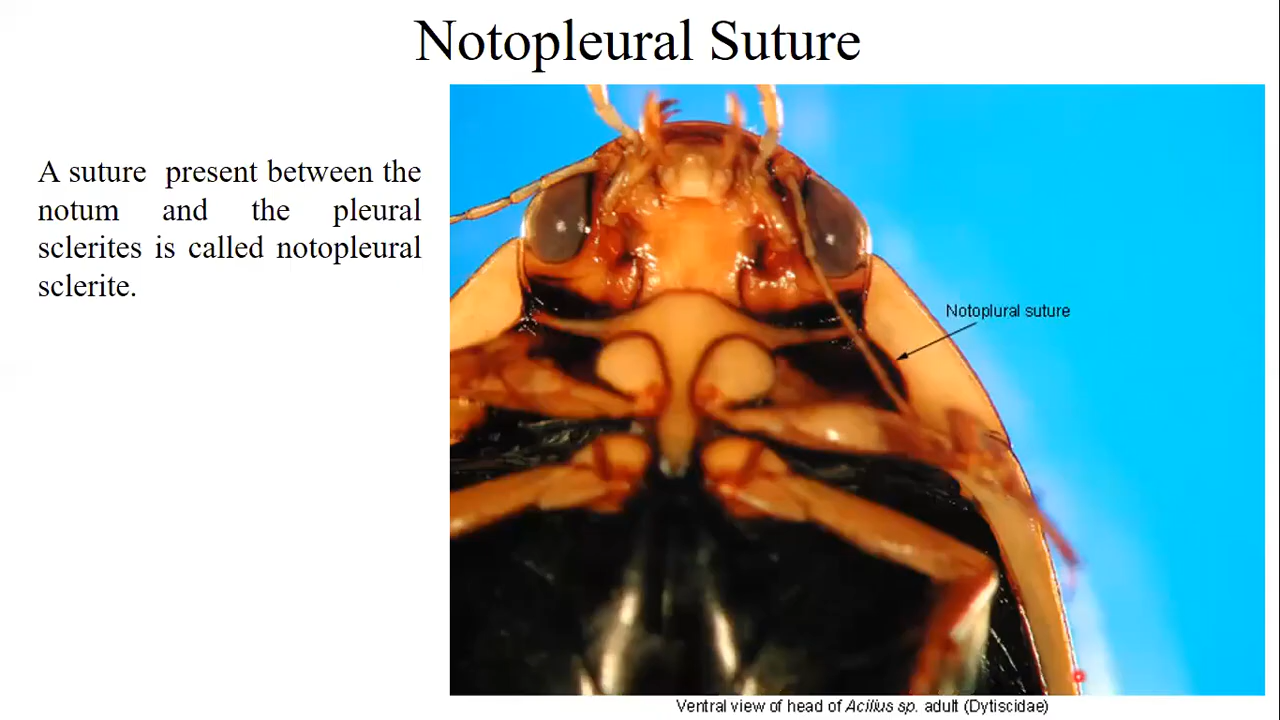 Notopleural Suture
A suture present between the
notum and the pleural
sclerites is called notopleural
sclerite.
Notoplural suture
Ventral view of head of Acilius sp. adult (Dytiscidae)